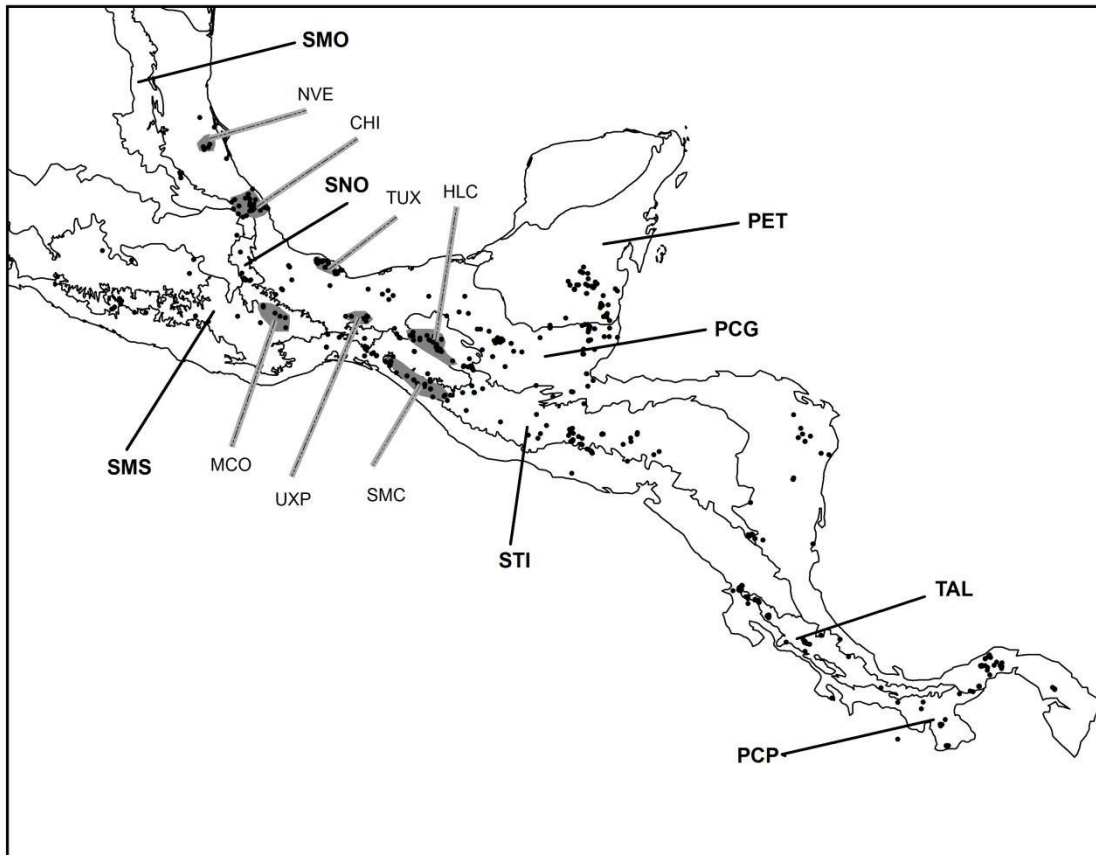 SMO
NVE
CHI
SNO
TUX
HLC
PET
PCG
SMS
MCO
UXP
SMC
STI
TAL
PCP